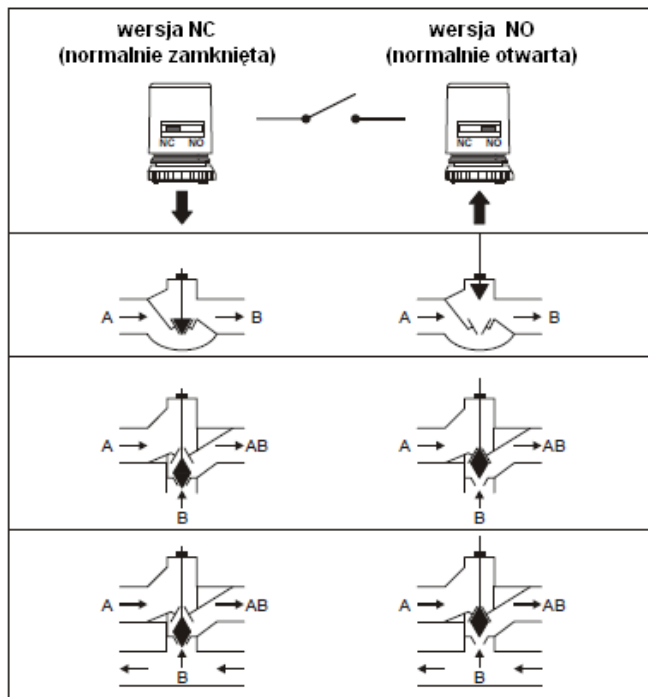 wersja NC
(normalnie zamknięta)
wersja NO
(normalnie otwarta)
NC NO
NC NO
A B
A B
A AB
B
A AB
B
A AB
B
A AB
B